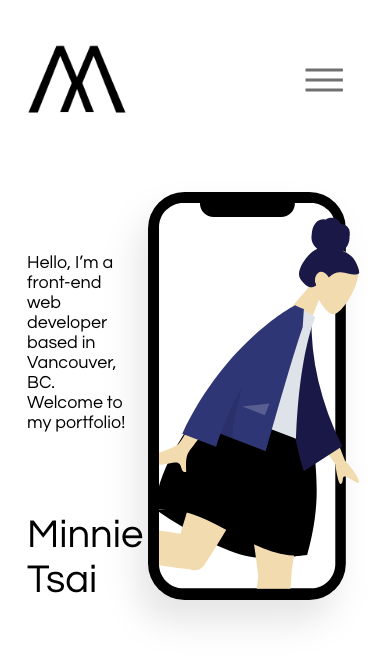 Hello, I’m a
front-end
web
developer
based in
Vancouver,
BC.
Welcome to
my portfolio!
Minnie
Tsai